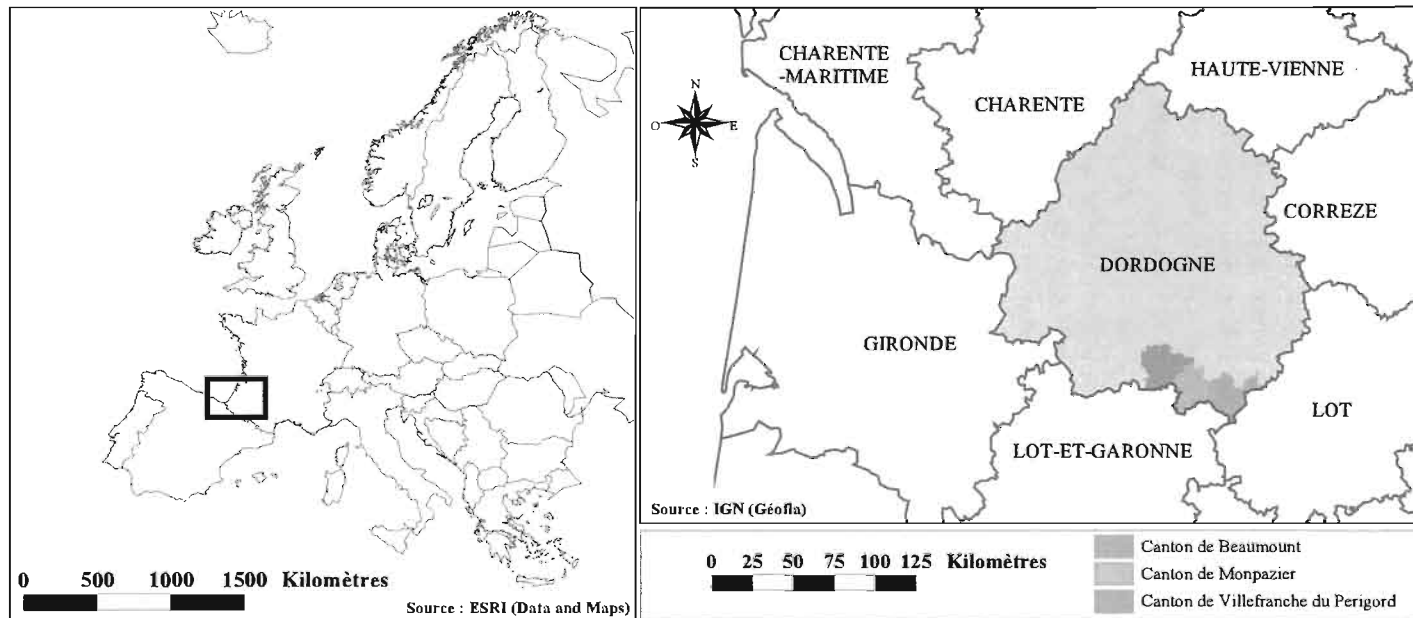 0 500 1000 1500 Kilomètres
Source : ESRI (Data and Maps)
CHARENTE
-MARITIME
HAUTE-VIENNE
CHARENTE
N
O E
S
CORREZE
DORDOGNE
GIRONDE
LOT
LOT-ET-GARONNE
Source : IGN (Géofla)
0 25 50 75 100 125 Kilomètres
Canton de Beaumount
Canton de Monpazier
Canton de Villefranche du Perigord